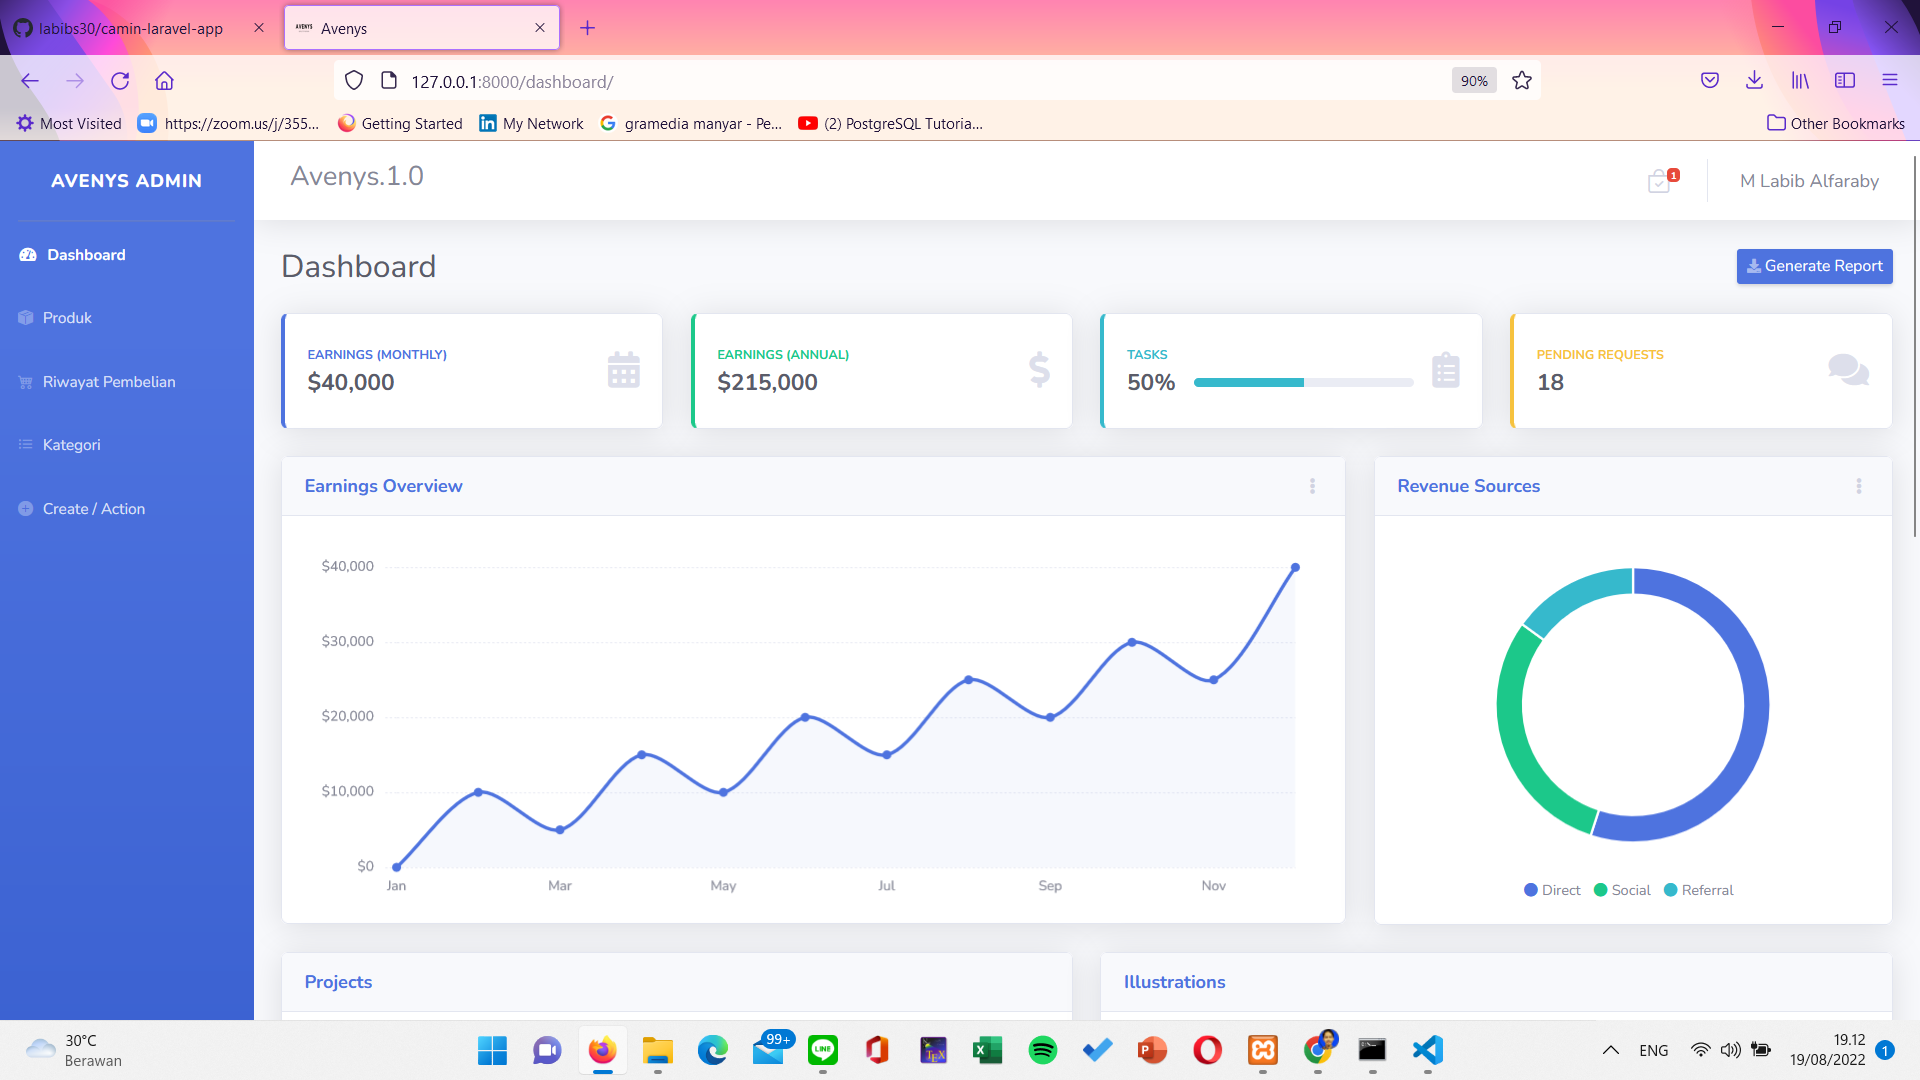 labibs30/camin-laravel-app
AVENYS Avenys
127.0.0.1:8000/dashboard/
90%
Most Visited
https://zoom.us/j/355...
Getting Started
My Network
gramedia manyar - Pe...
(2) PostgreSQL Tutoria...
Other Bookmarks
AVENYS ADMIN
Avenys.1.0
1
M Labib Alfaraby
Dashboard
Produk
Riwayat Pembelian
Kategori
Create / Action
Dashboard
Generate Report
EARNINGS (MONTHLY)
$40,000
EARNINGS (ANNUAL)
$215,000
TASKS
50%
PENDING REQUESTS
18
Earnings Overview
$40,000
$30,000
$20,000
$10,000
$0
Jan Mar May Jul Sep Nov
Revenue Sources
Direct Social Referral
Projects
Illustrations
30°C
Berawan
99+
LINE
TEX
ENG
19.12
19/08/2022
1